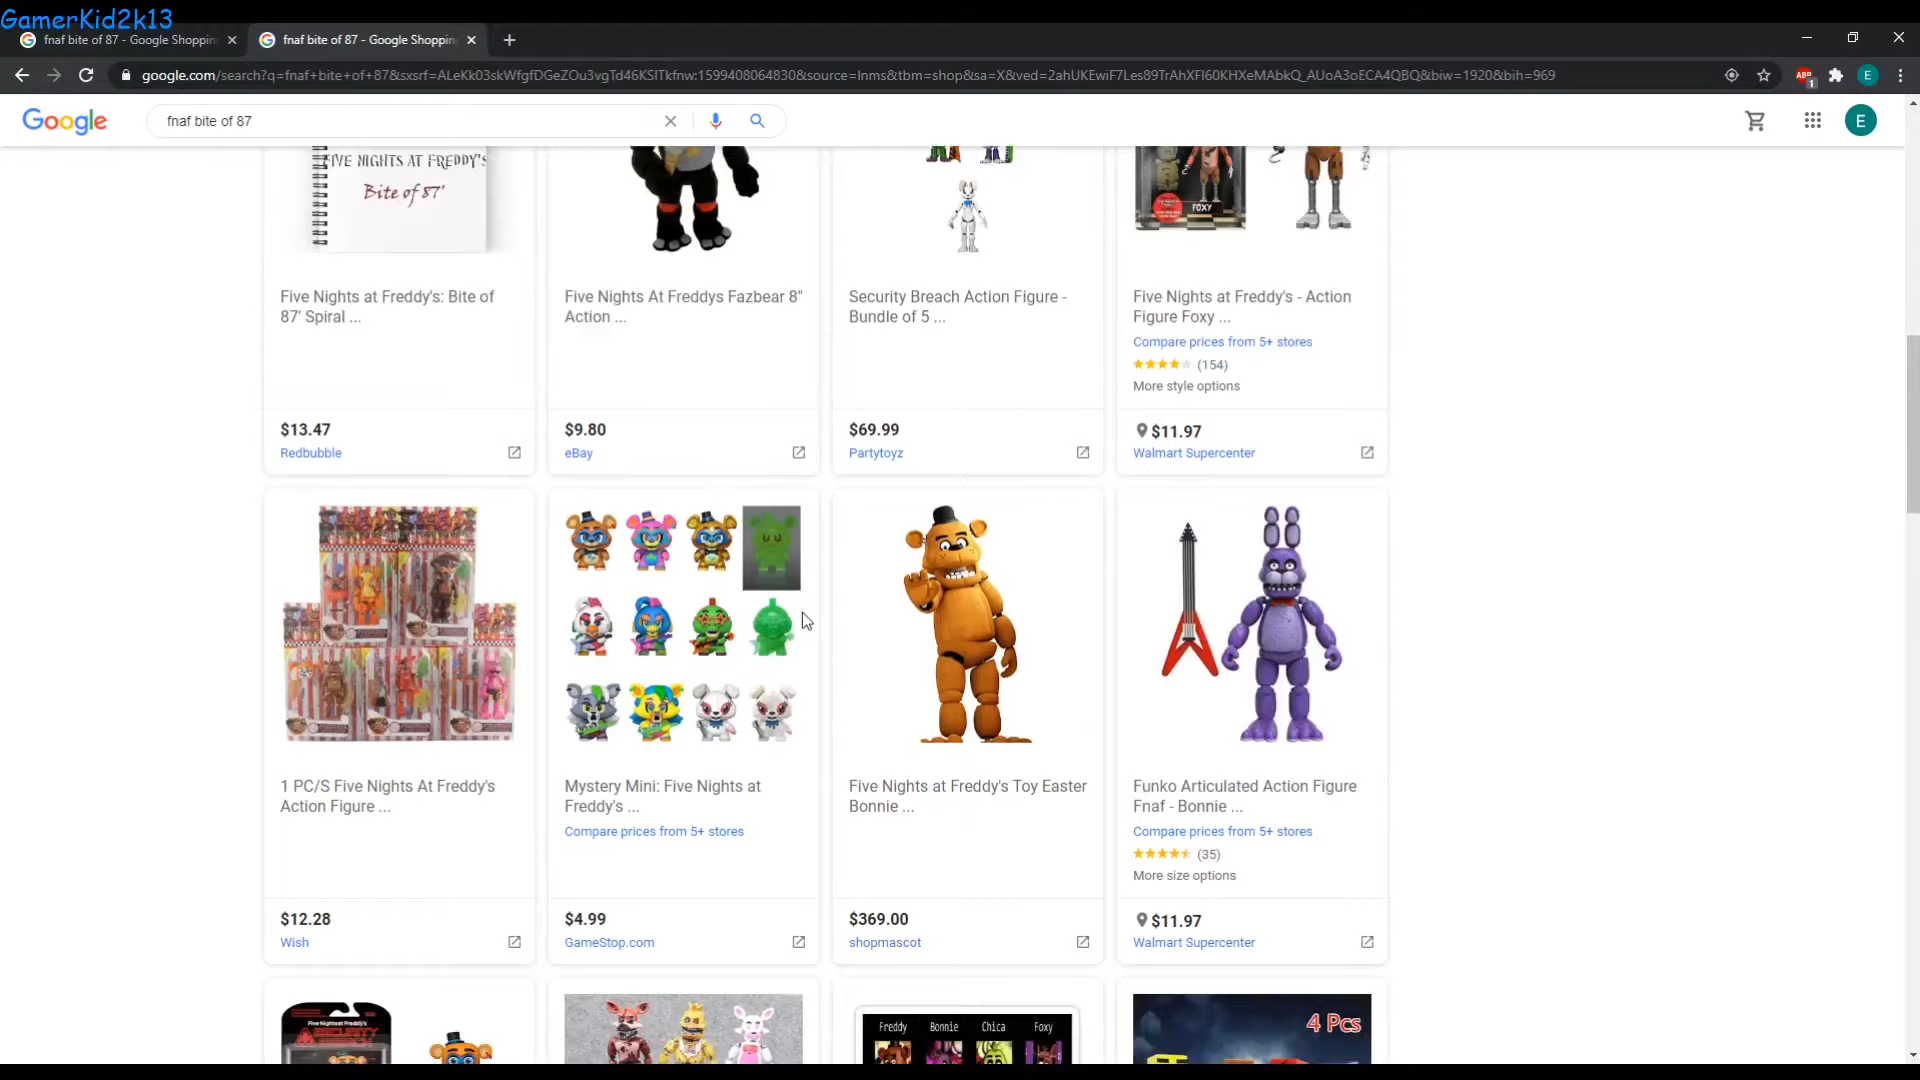 GamerKid2k13
fnaf bite of 87 - Google Shopping
fnaf bite of 87 - Google Shopping
google.com/search?q=fnaf+bite+of+87&sxsrf=ALeKk03skWfgfDGeZOu3vgTd46KSITkfnw:1599408064830&source=lnms&tbm=shop&sa=X&ved=2ahUKEwiF7Les89TrAhXFl60KHXeMAbkQ_AUoA3oECA4QBQ&biw=1920&bih=969
ABP
1
E
Google
fnaf bite of 87
E
FIVE NIGHTS AT FREDDY'S
Bite of 87'
FOXY
Five Nights at Freddy's: Bite of
87' Spiral ...
$13.47
Redbubble
Five Nights At Freddys Fazbear 8"
Action ...
$9.80
eBay
Security Breach Action Figure -
Bundle of 5 ...
$69.99
Partytoyz
Five Nights at Freddy's - Action
Figure Foxy ...
Compare prices from 5+ stores
(154)
More style options
$11.97
Walmart Supercenter
1 PC/S Five Nights At Freddy's
Action Figure ...
$12.28
Wish
Mystery Mini: Five Nights at
Freddy's ...
Compare prices from 5+ stores
$4.99
GameStop.com
Five Nights at Freddy's Toy Easter
Bonnie ...
$369.00
shopmascot
Funko Articulated Action Figure
Fnaf - Bonnie ...
Compare prices from 5+ stores
(35)
More size options
$11.97
Walmart Supercenter
Five Nights at Freddy's
SECURITY
Freddy Bonnie Chica Foxy
4 Pcs